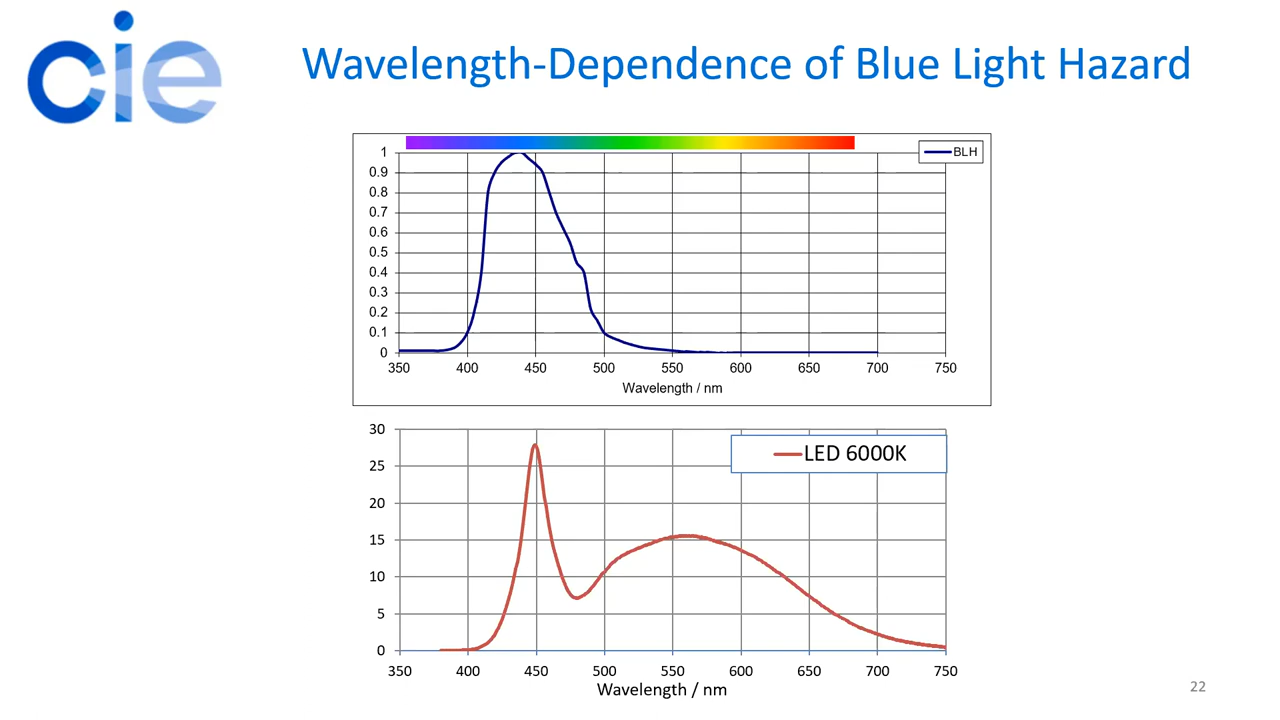 cie
Wavelength-Dependence of Blue Light Hazard
BLH
1
0.9
0.8
0.7
0.6
0.5
0.4
0.3
0.2
0.1
0
350 400 450 500 550 600 650 700 750
Wavelength / nm
LED 6000K
30
25
20
15
10
5
0
350 400 450 500 550 600 650 700 750
Wavelength / nm
22